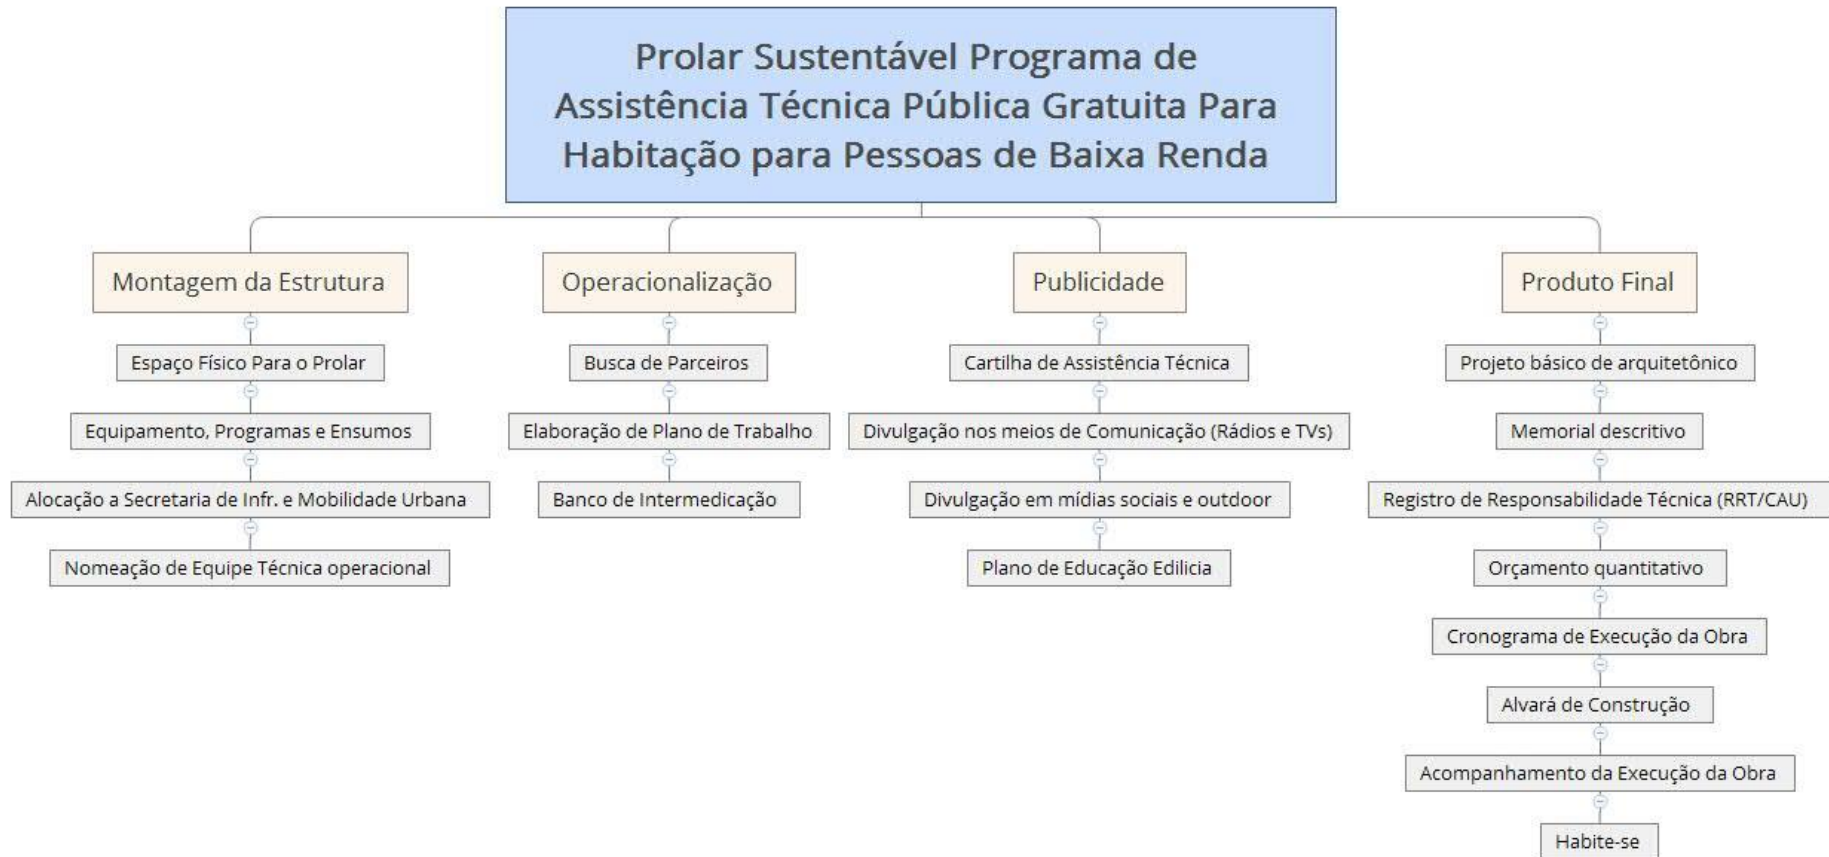 Prolar Sustentável Programa de
Assistência Técnica Pública Gratuita Para
Habitação para Pessoas de Baixa Renda
Montagem da Estrutura
Espaço Físico Para o Prolar
Equipamento, Programas e Ensumos
Alocação a Secretaria de Infr. e Mobilidade Urbana
Nomeação de Equipe Técnica operacional
Operacionalização
Busca de Parceiros
Elaboração de Plano de Trabalho
Banco de Intermedicação
Publicidade
Cartilha de Assistência Técnica
Divulgação nos meios de Comunicação (Rádios e TVs)
Divulgação em mídias sociais e outdoor
Plano de Educação Edilicia
Produto Final
Projeto básico de arquitetônico
Memorial descritivo
Registro de Responsabilidade Técnica (RRT/CAU)
Orçamento quantitativo
Cronograma de Execução da Obra
Alvará de Construção
Acompanhamento da Execução da Obra
Habite-se